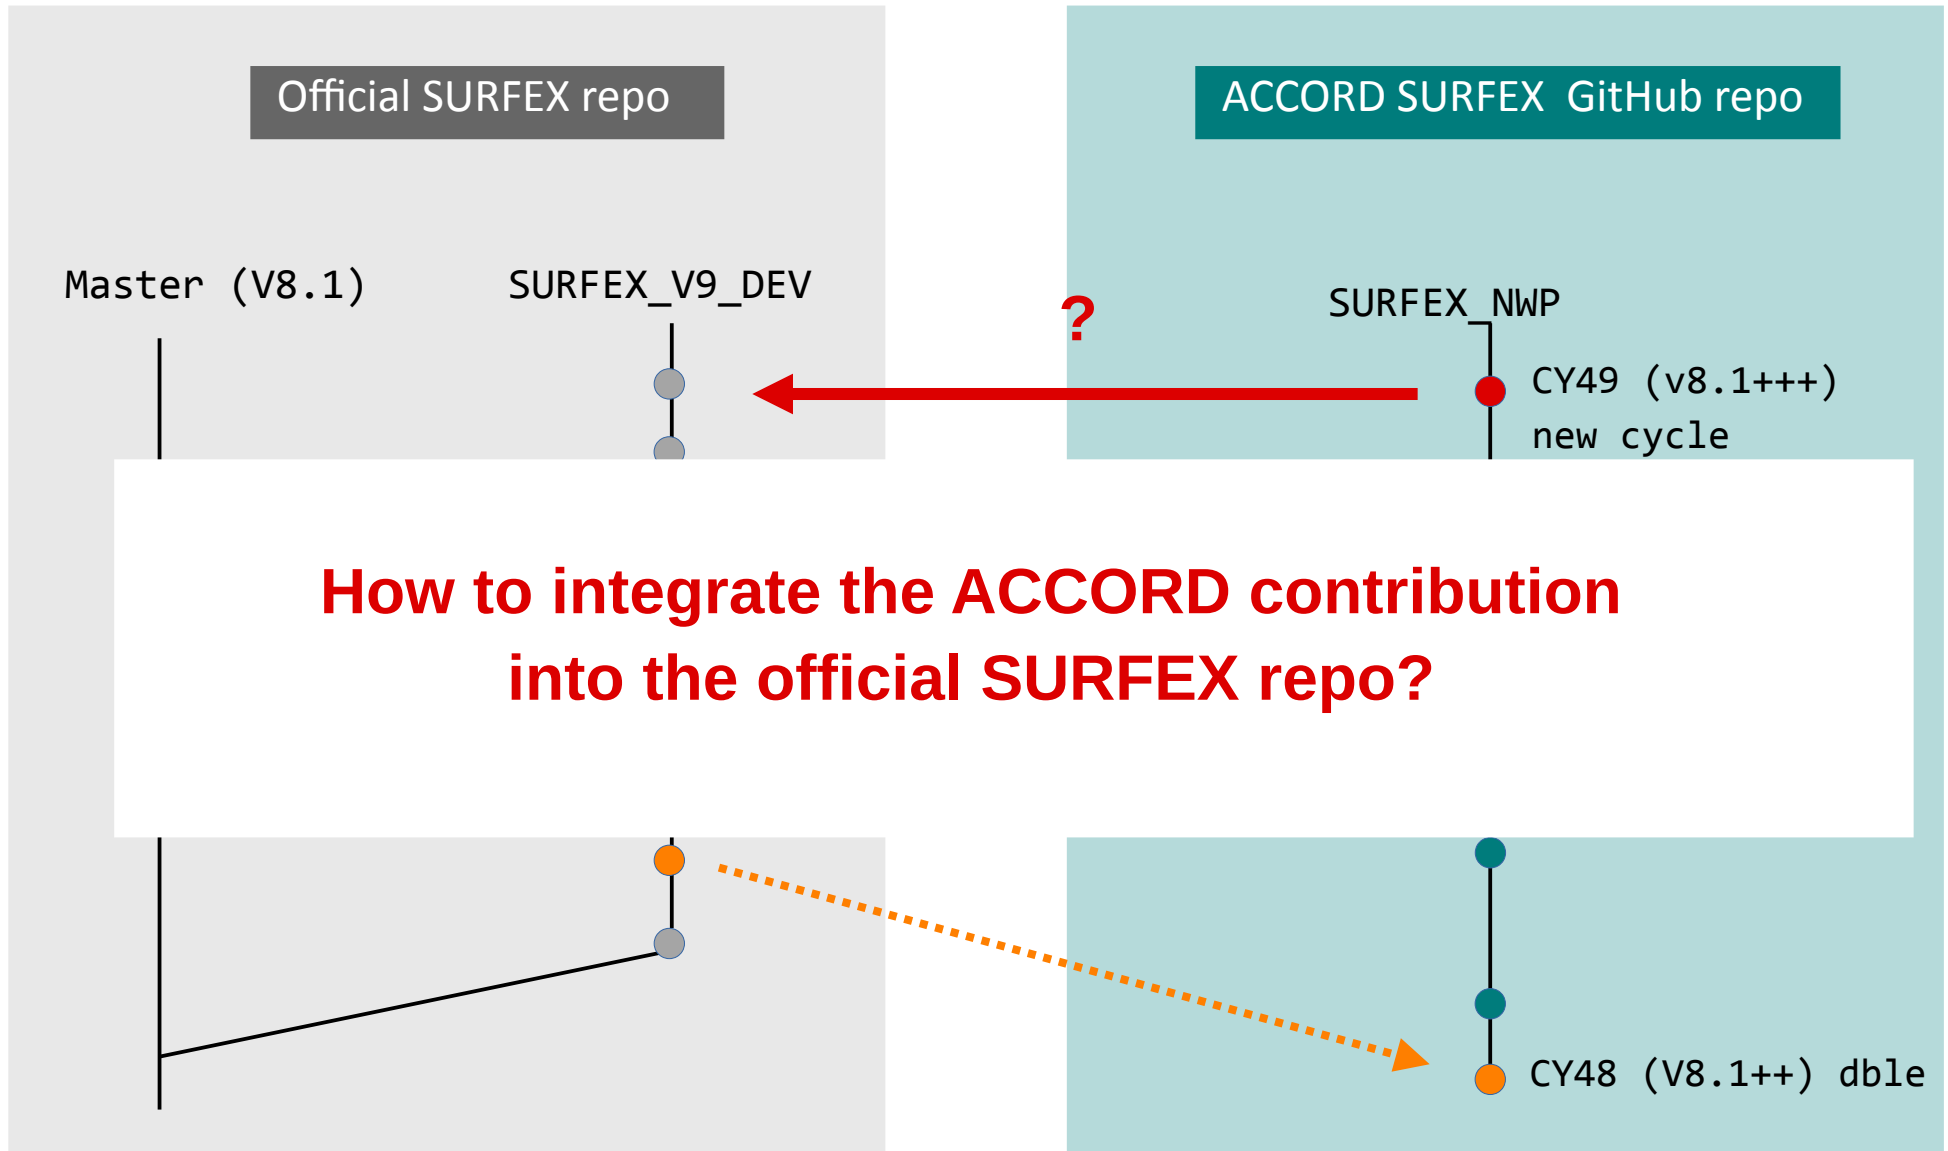 Official SURFEX repo
ACCORD SURFEX GitHub repo
Master (V8.1)
SURFEX_V9_DEV
?
SURFEX_NWP
CY49 (v8.1+++)
new cycle
How to integrate the ACCORD contribution
into the official SURFEX repo?
CY48 (V8.1++) dble